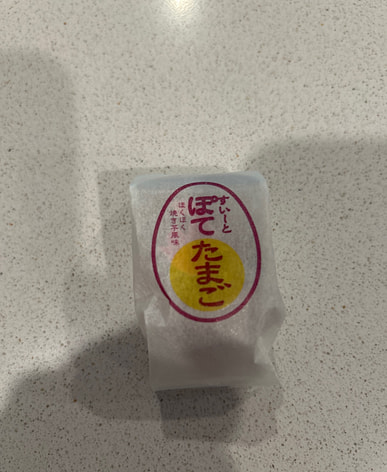 すいーと
ぽてたまご
ほくほく
焼き芋風味